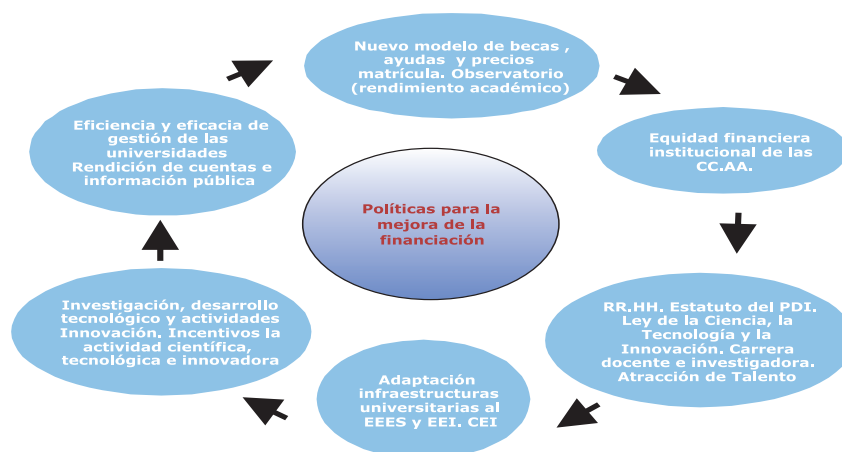 Nuevo modelo de becas ,
ayudas y precios
matrícula. Observatorio
(rendimiento académico)
Equidad financiera
institucional de las
CC.AA.
RR.HH. Estatuto del PDI.
Ley de la Ciencia, la
Tecnología y la
Innovación. Carrera
docente e investigadora.
Atracción de Talento
Adaptación
infraestructuras
universitarias al
EEES y EEI. CEI
Investigación, desarrollo
tecnológico y actividades
Innovación. Incentivos la
actividad científica,
tecnológica e innovadora
Eficiencia y eficacia de
gestión de las
universidades
Rendición de cuentas e
información pública
Políticas para la
mejora de la
financiación